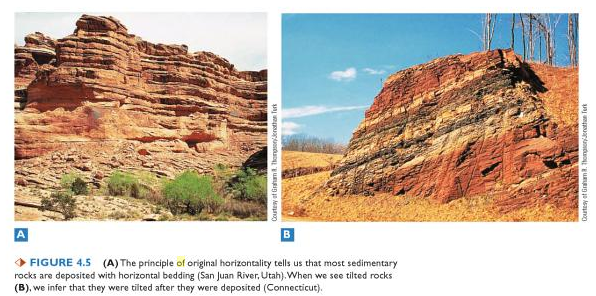 Courtesy of Graham R. Thompson/Jonathan Turk
Courtesy of Graham R. Thompson/Jonathan Turk
A
B
FIGURE 4.5 (A) The principle of original horizontality tells us that most sedimentary
rocks are deposited with horizontal bedding (San Juan River, Utah). When we see tilted rocks
(B), we infer that they were tilted after they were deposited (Connecticut).